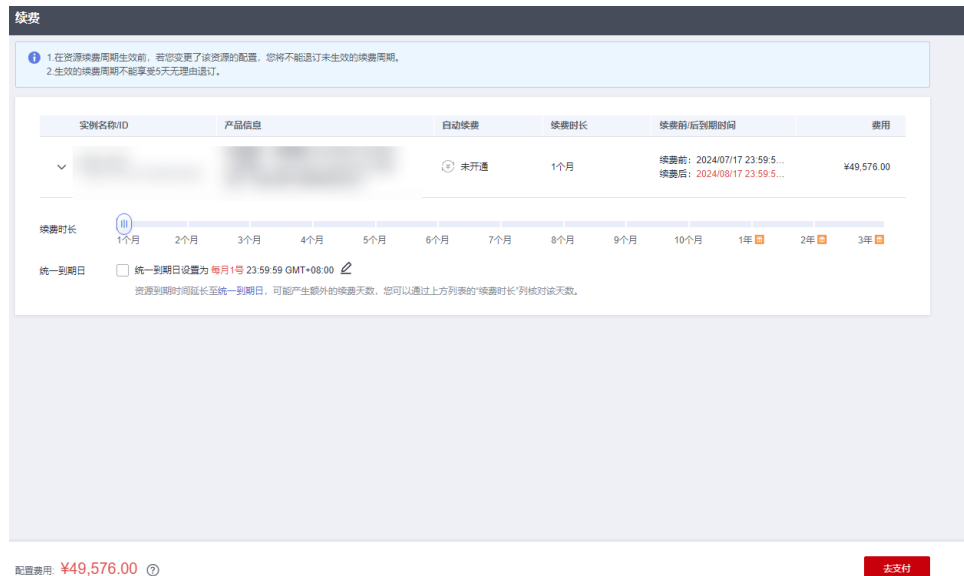 续费
1.在资源续费周期生效前，若您变更了该资源的配置，您将不能退订未生效的续费周期。
2.生效的续费周期不能享受5天无理由退订。
实例名称/ID 产品信息 自动续费 续费时长 续费前/后到期时间 费用
未开通 1个月 续费前：2024/07/17 23:59:5... ¥49,576.00
续费后：2024/08/17 23:59:5...
续费时长
1个月 2个月 3个月 4个月 5个月 6个月 7个月 8个月 9个月 10个月 1年 2年 3年
统一到期日 统一到期日设置为 每月1号 23:59:59 GMT+08:00
资源到期时间延长至统一到期日，可能产生额外的续费天数，您可以通过上方列表的“续费时长”列核对该天数。
配置费用: ¥49,576.00 去支付